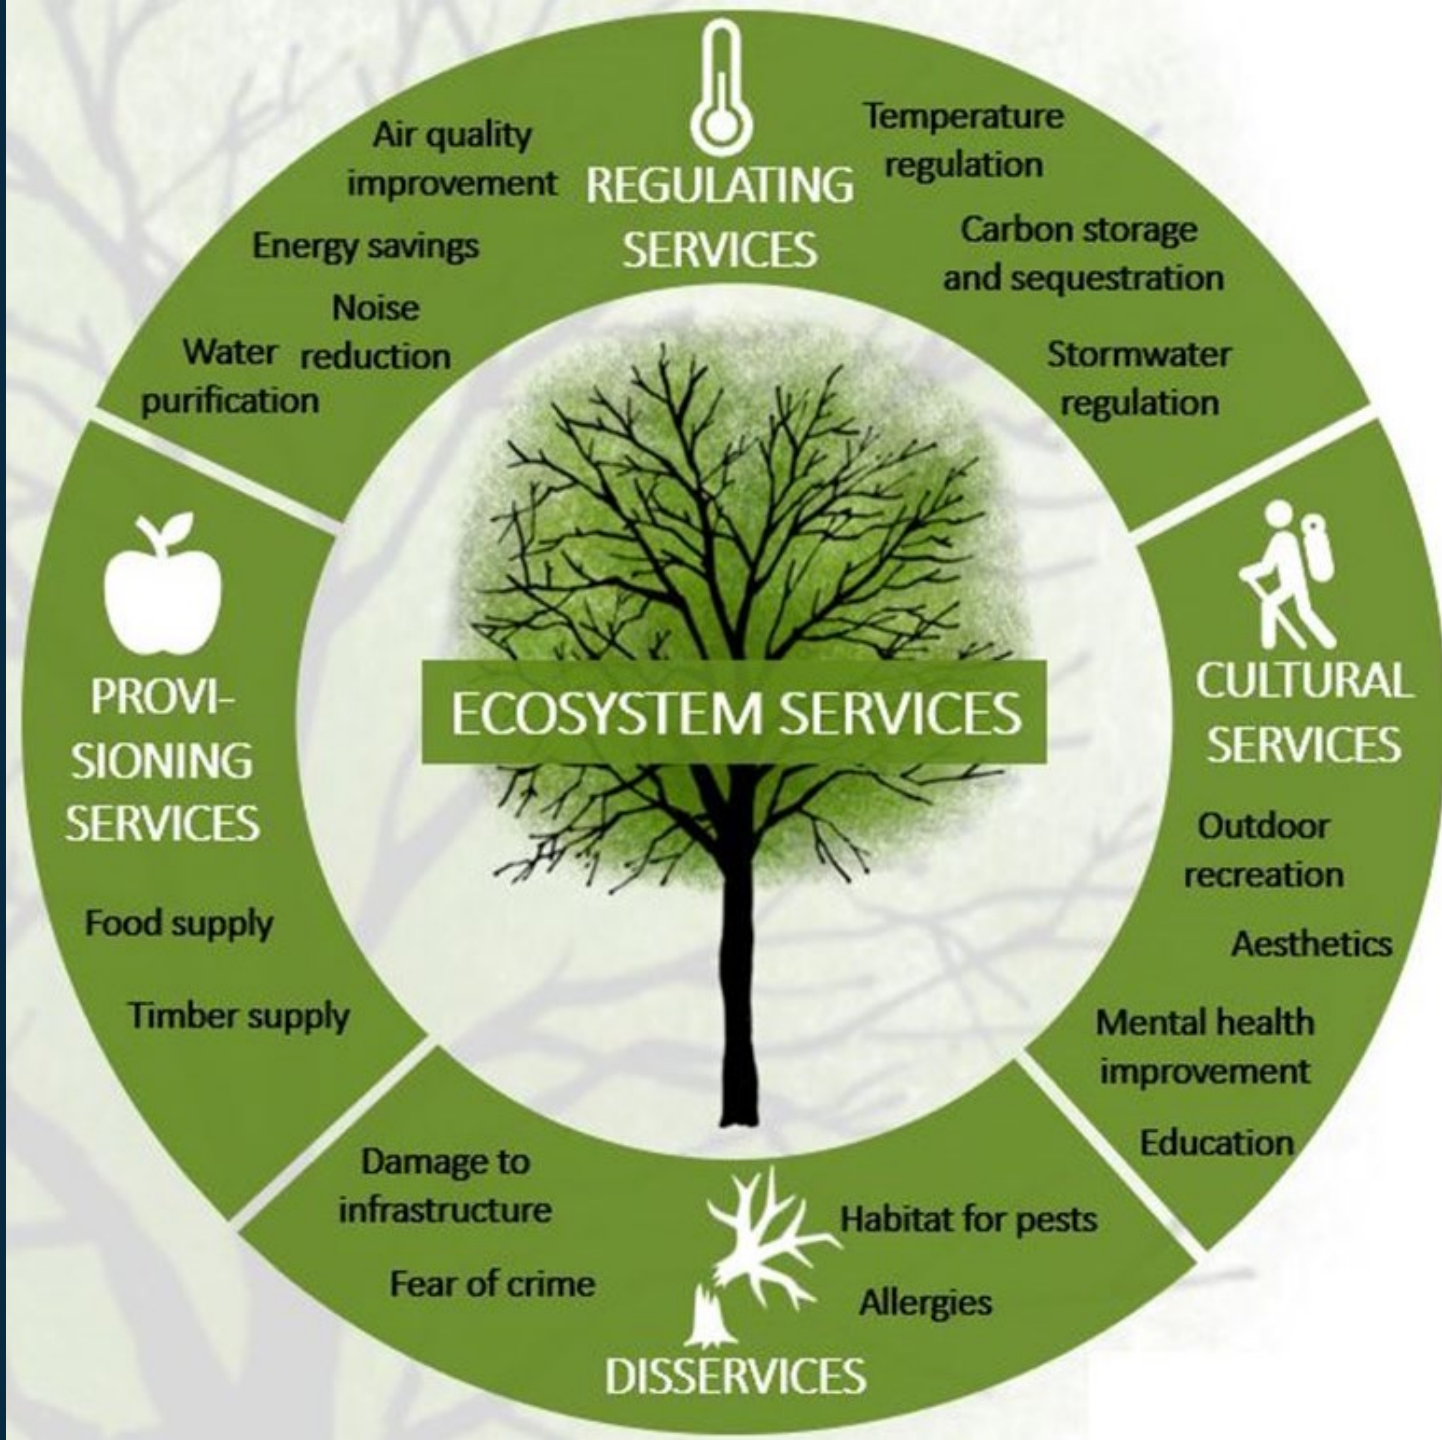 REGULATING
SERVICES
Air quality
improvement
Energy savings
Noise
reduction
Water
purification
Temperature
regulation
Carbon storage
and sequestration
Stormwater
regulation
PROVI-
SIONING
SERVICES
Food supply
Timber supply
ECOSYSTEM SERVICES
CULTURAL
SERVICES
Outdoor
recreation
Aesthetics
Mental health
improvement
Education
Damage to
infrastructure
Fear of crime
Habitat for pests
Allergies
DISSERVICES